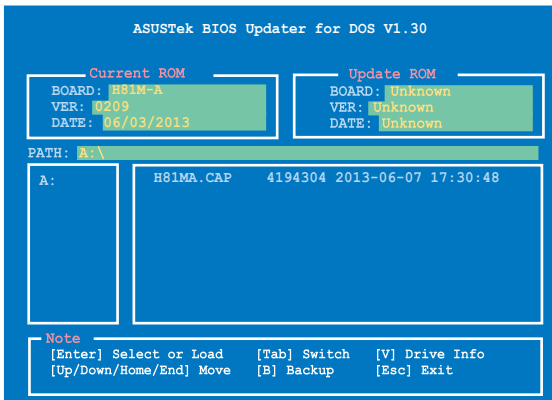 ASUSTek BIOS Updater for DOS V1.30
Current ROM
BOARD: H81M-A
VER: 0209
DATE: 06/03/2013
Update ROM
BOARD: Unknown
VER: Unknown
DATE: Unknown
PATH: A:\
A:
H81MA.CAP 4194304 2013-06-07 17:30:48
Note
[Enter] Select or Load [Tab] Switch [V] Drive Info
[Up/Down/Home/End] Move [B] Backup [Esc] Exit